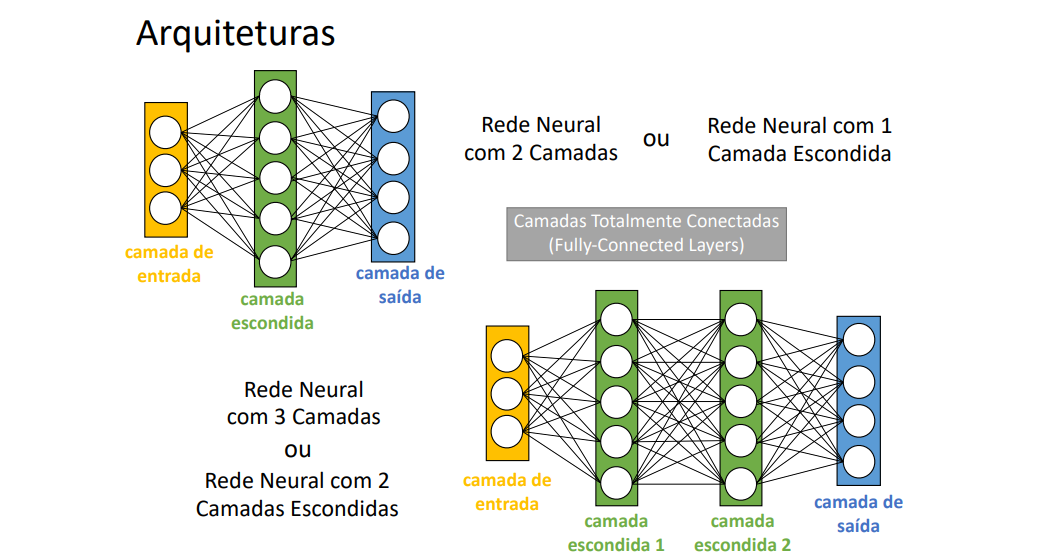 Arquiteturas
camada de
entrada
camada
escondida
camada de
saída
Rede Neural
com 2 Camadas
ou
Rede Neural com 1
Camada Escondida
Camadas Totalmente Conectadas
(Fully-Connected Layers)
Rede Neural
com 3 Camadas
ou
Rede Neural com 2
Camadas Escondidas
camada de
entrada
camada
escondida 1
camada
escondida 2
camada de
saída